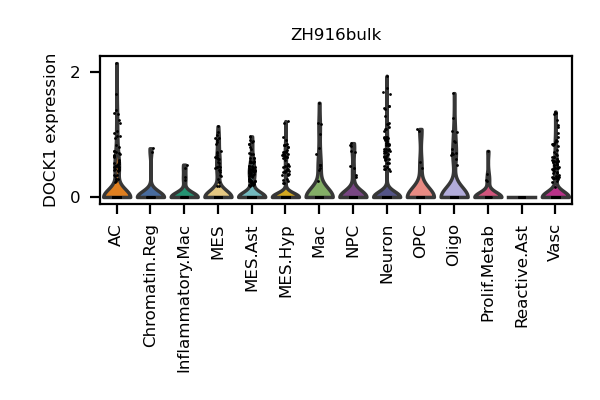 ZH916bulk
DOCK1 expression
2
0
AC
Chromatin.Reg
Inflammatory.Mac
MES
MES.Ast
MES.Hyp
Mac
NPC
Neuron
OPC
Oligo
Prolif.Metab
Reactive.Ast
Vasc